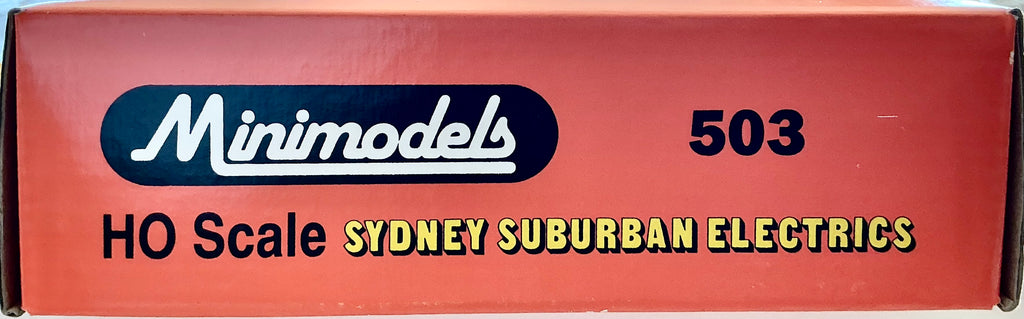 Minimodels 503
HO Scale SYDNEY SUBURBAN ELECTRICS